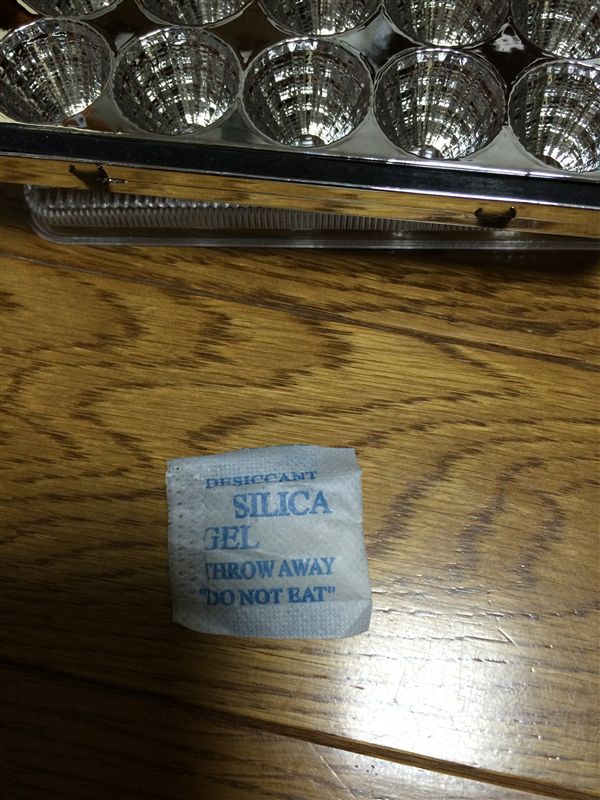 DESICCANT
SILICA
GEL
THROW AWAY
"DO NOT EAT"